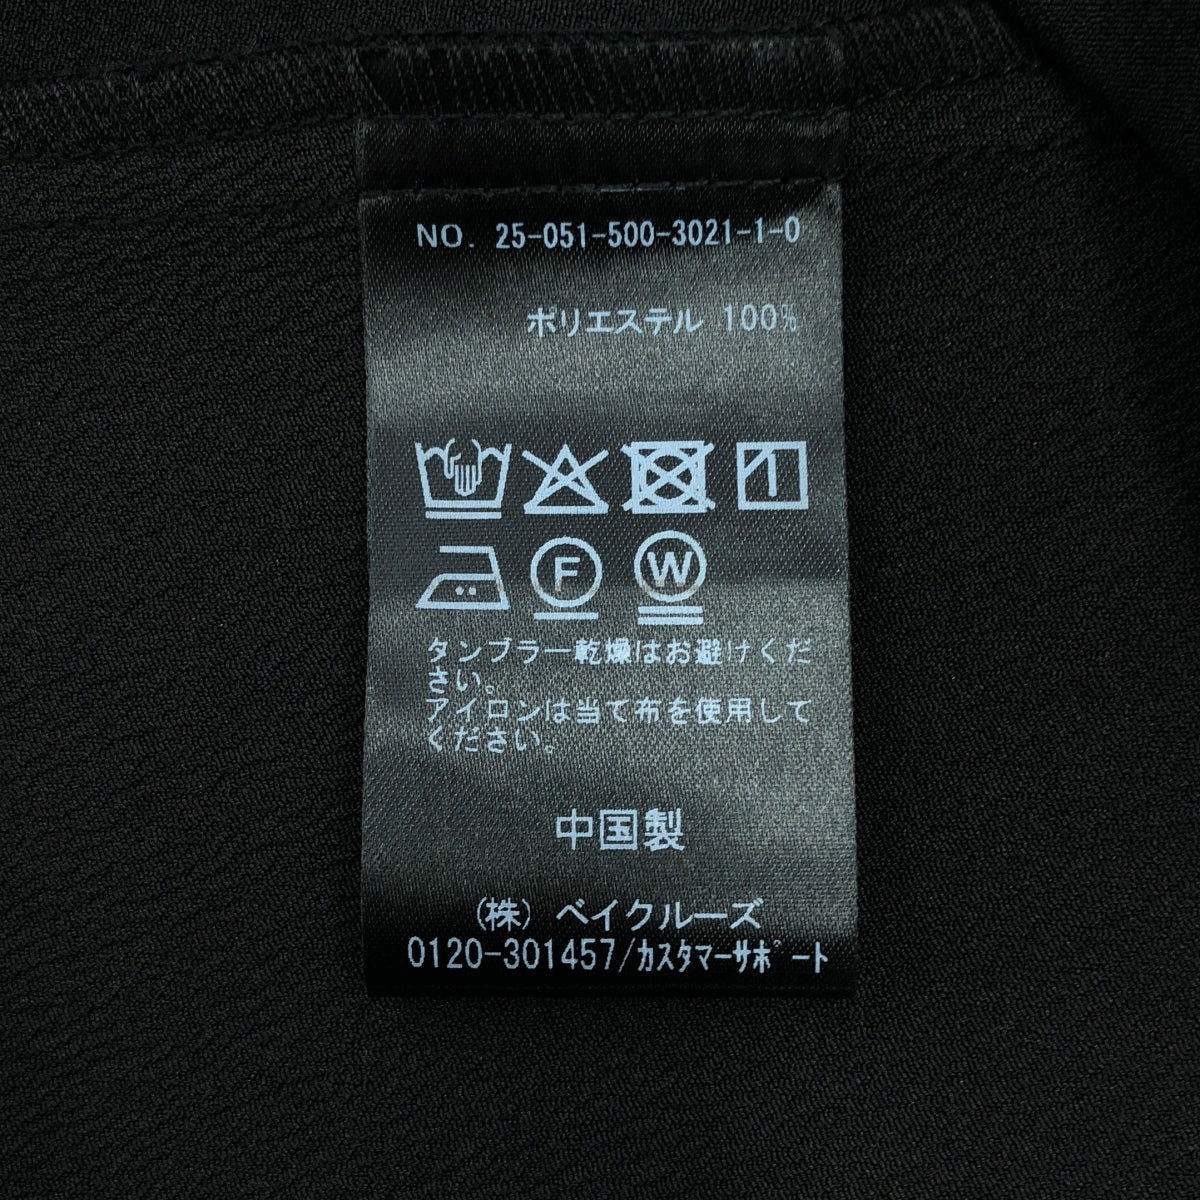 NO. 25-051-500-3021-1-0
ポリエステル 100%
F W
タンブラー乾燥はお避けくだ
さい。
アイロンは当て布を使用して
ください。
中国製
(株) ベイクルーズ
0120-301457/ｶｽﾀﾏｰｻﾎﾟｰﾄ